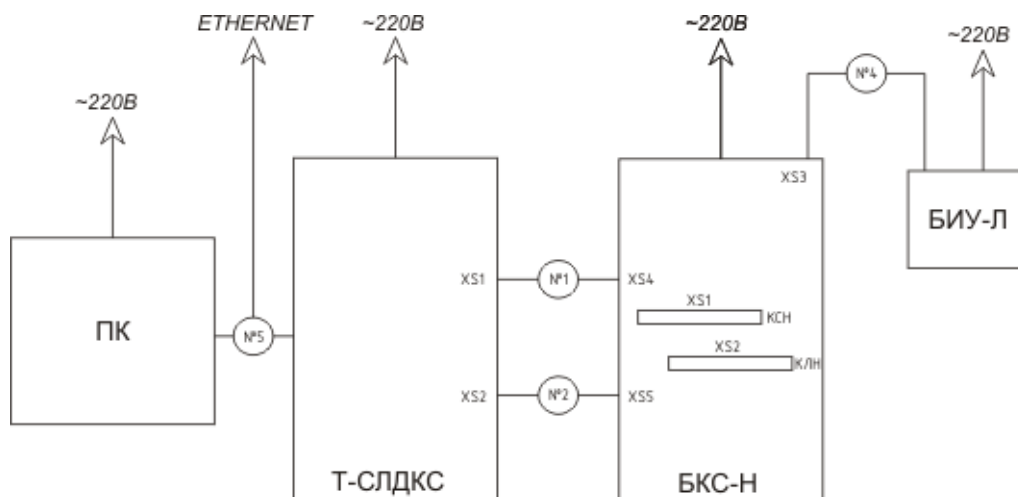 ETHERNET
~220В
~220В
~220В
~220В
№4
XS3
БИУ-Л
XS1
№1
XS4
XS1
КСН
ПК
№5
XS2
КЛН
XS2
№2
XS5
Т-СЛДКС
БКС-Н